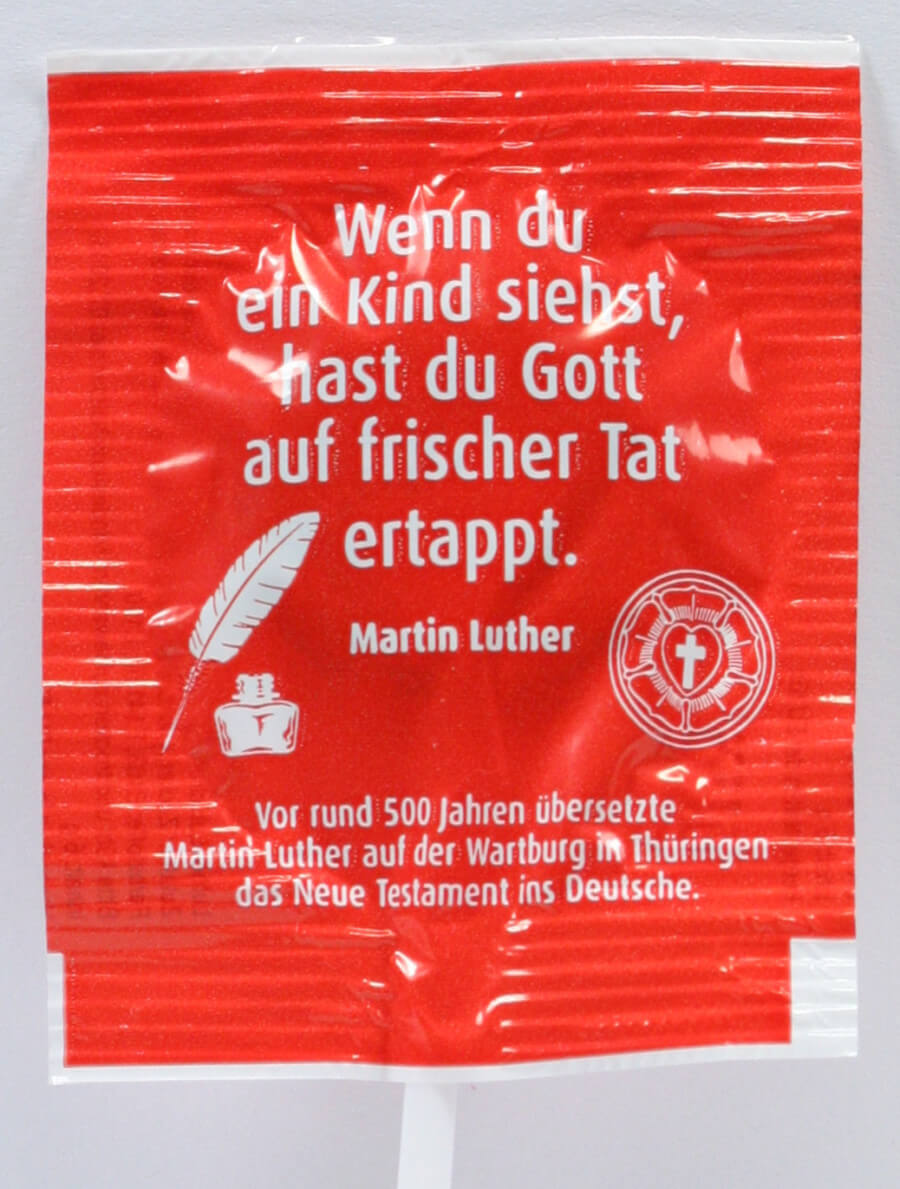 Wenn du
ein Kind siehst,
hast du Gott
auf frischer Tat
ertappt.
Martin Luther
Vor rund 500 Jahren übersetzte
Martin Luther auf der Wartburg in Thüringen
das Neue Testament ins Deutsche.